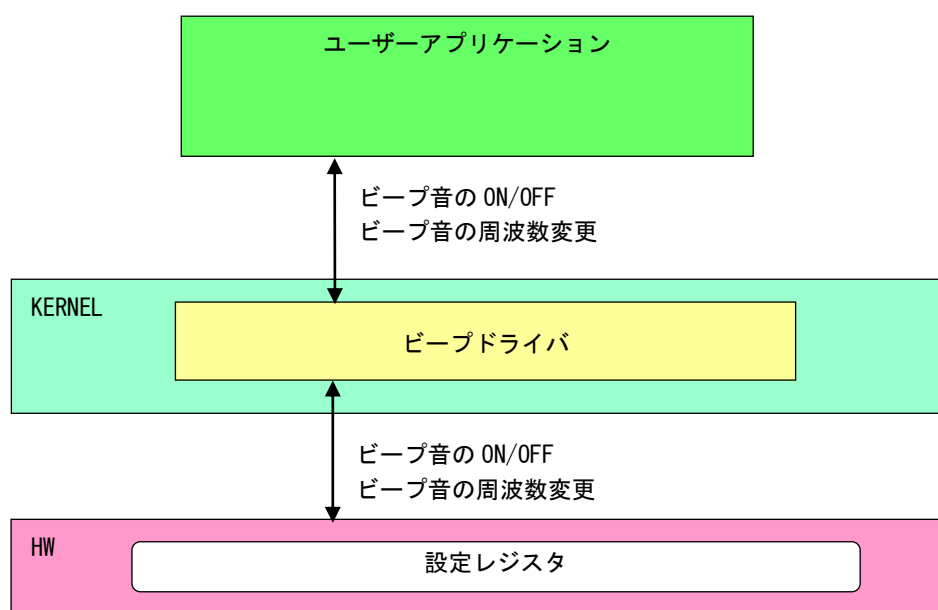 ユーザーアプリケーション
ビープ音の ON/OFF
ビープ音の周波数変更
KERNEL
ビープドライバ
ビープ音の ON/OFF
ビープ音の周波数変更
HW
設定レジスタ